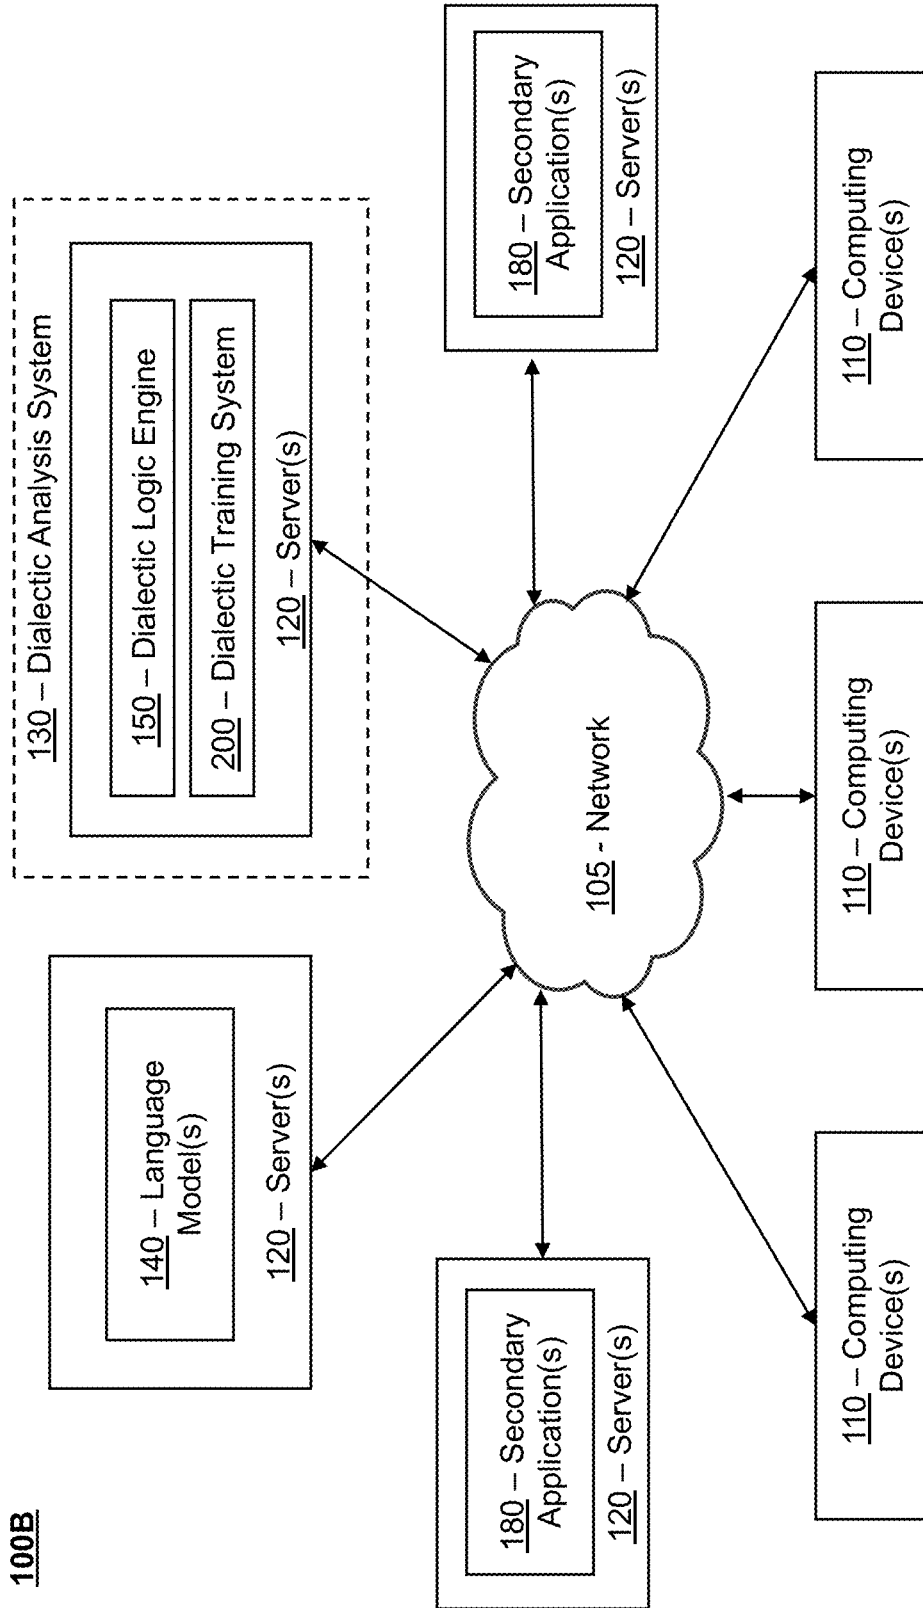 100B
140 – Language
Model(s)
120 – Server(s)
130 – Dialectic Analysis System
150 – Dialectic Logic Engine
200 – Dialectic Training System
120 – Server(s)
180 – Secondary
Application(s)
120 – Server(s)
105 - Network
180 – Secondary
Application(s)
120 – Server(s)
110 – Computing
Device(s)
110 – Computing
Device(s)
110 – Computing
Device(s)